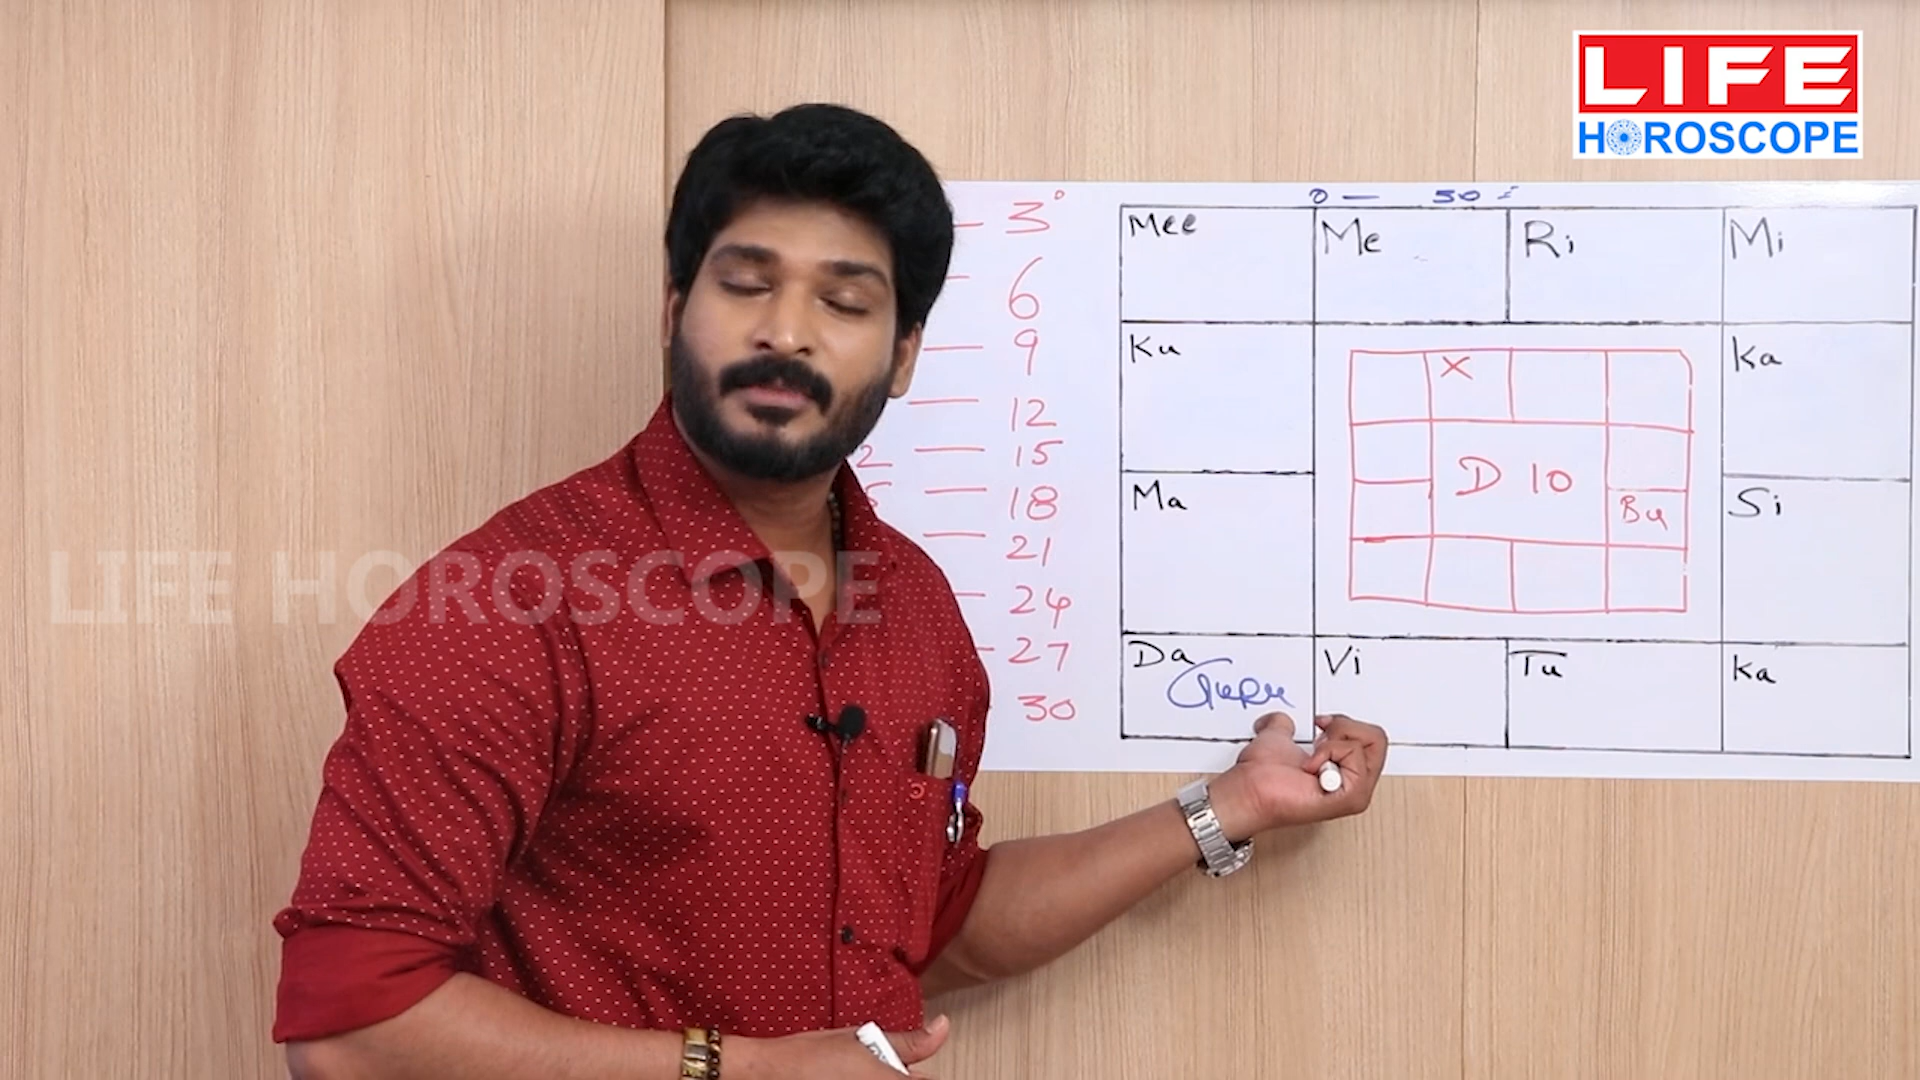 LIFE
HOROSCOPE
0 — 50
— 3°
— 6
— 9
— 12
— 15
— 18
— 21
— 24
— 27
30
Mee Me Ri Mi
Ku Ka
Ma Si
Da Vi Tu Ka
குரு
X
D 10
Bu
LIFE HOROSCOPE